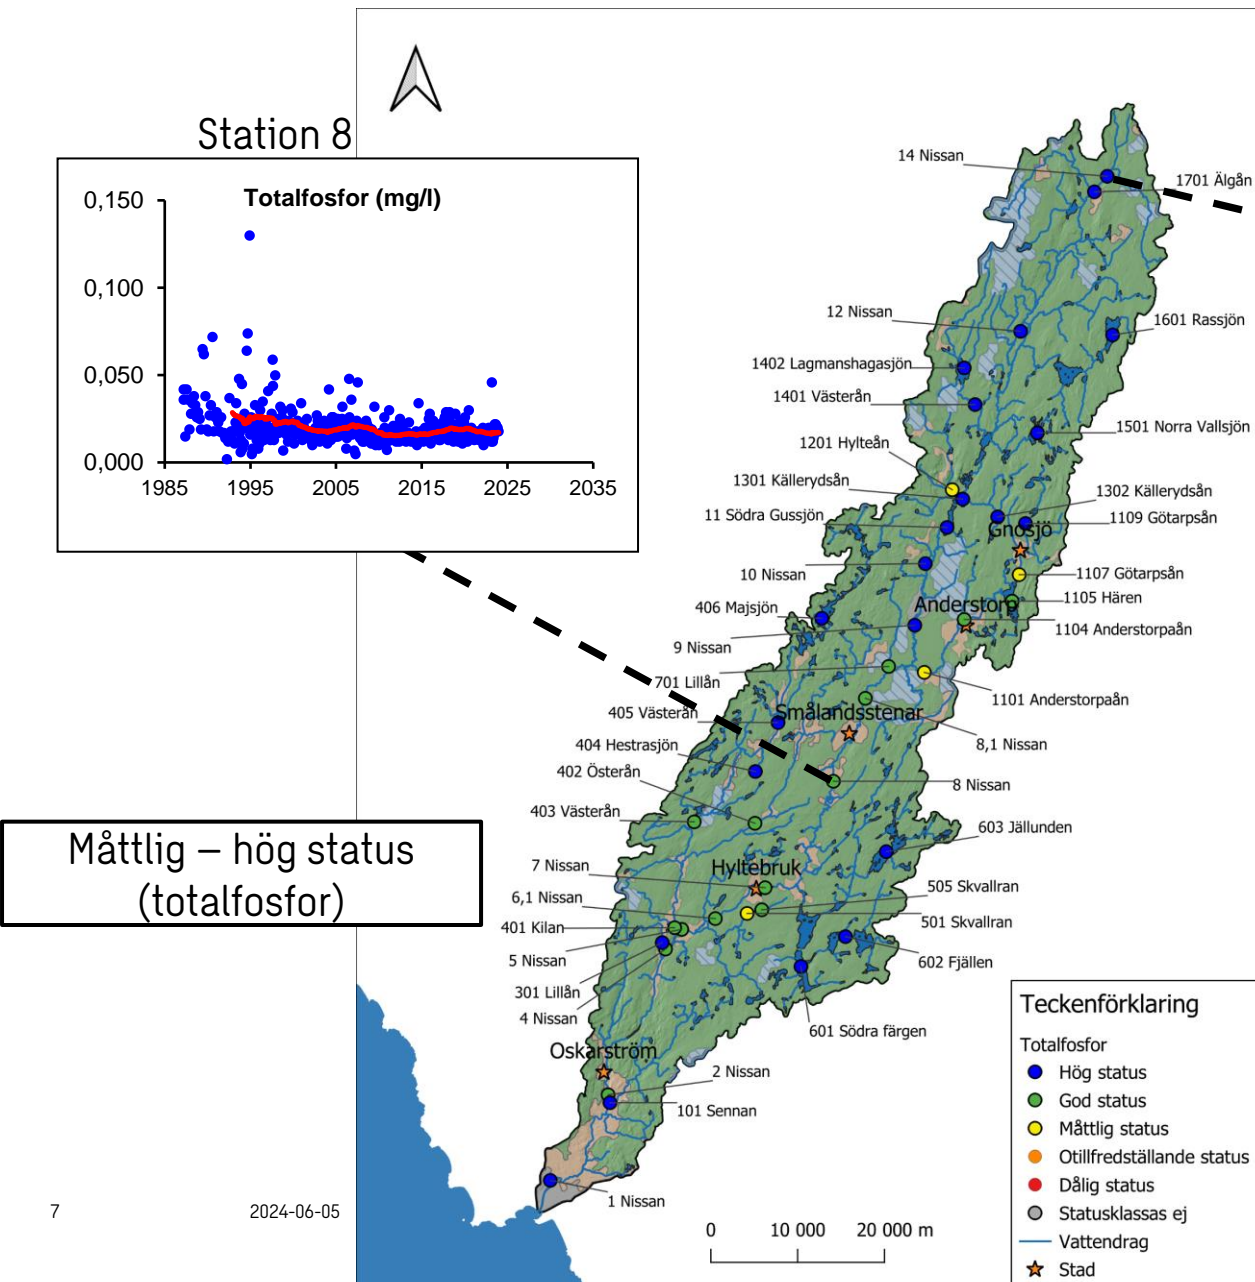 Station 8
Totalfosfor (mg/l)
0,150
0,100
0,050
0,000
1985
1995
2005
2015
2025
2035
Måttlig – hög status
(totalfosfor)
14 Nissan
1701 Älgån
12 Nissan
1601 Rassjön
1402 Lagmanshagasjön
1401 Västerån
1501 Norra Vallsjön
1201 Hylteån
1301 Källerydsån
1302 Källerydsån
11 Södra Gussjön
1109 Götarpsån
Gnosjö
10 Nissan
1107 Götarpsån
1105 Hären
406 Majsjön
Anderstorp
1104 Anderstorpaån
9 Nissan
701 Lillån
1101 Anderstorpaån
405 Västerån
Smålandsstenar
8,1 Nissan
404 Hestrasjön
402 Österån
8 Nissan
403 Västerån
603 Jällunden
7 Nissan
Hyltebruk
505 Skvallran
6,1 Nissan
501 Skvallran
401 Kilan
5 Nissan
602 Fjällen
301 Lillån
4 Nissan
601 Södra färgen
Oskarström
2 Nissan
101 Sennan
1 Nissan
Teckenförklaring
Totalfosfor
Hög status
God status
Måttlig status
Otillfredställande status
Dålig status
Statusklassas ej
Vattendrag
Stad
0
10 000
20 000 m
7
2024-06-05